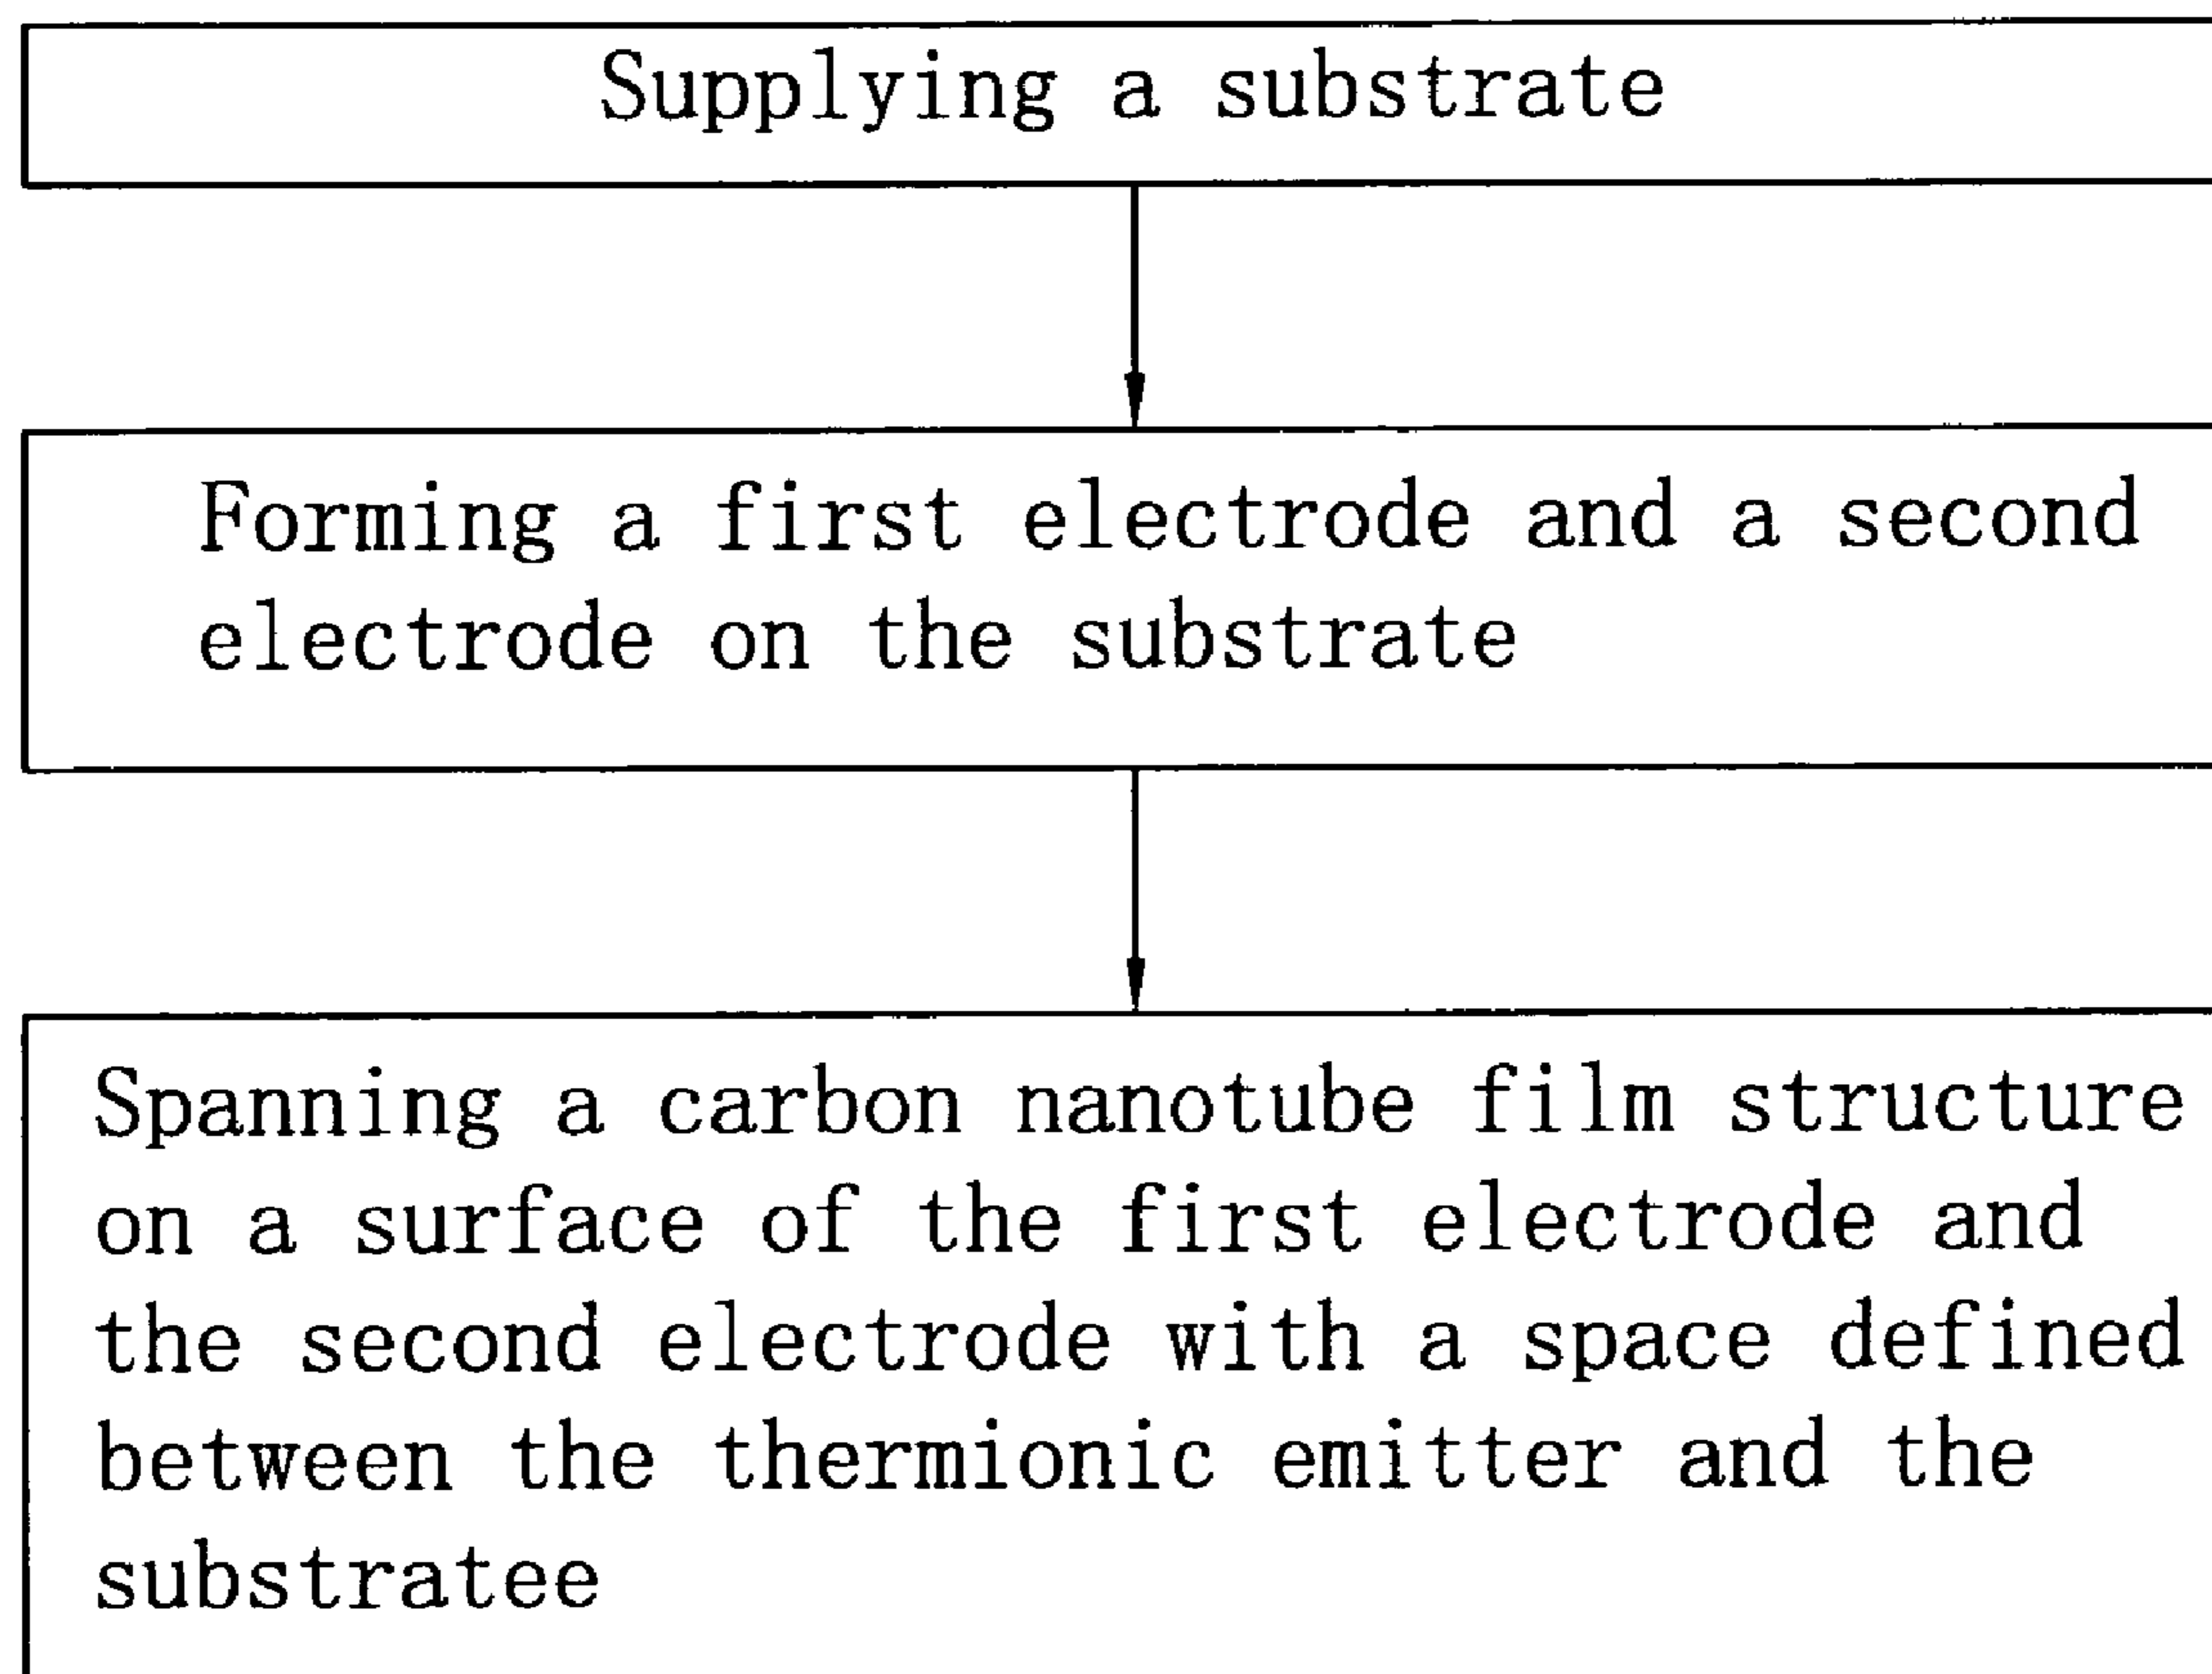 Supplying a substrate
Forming a first electrode and a second
electrode on the substrate
Spanning a carbon nanotube film structure
on a surface of the first electrode and
the second electrode with a space defined
between the thermionic emitter and the
substratee